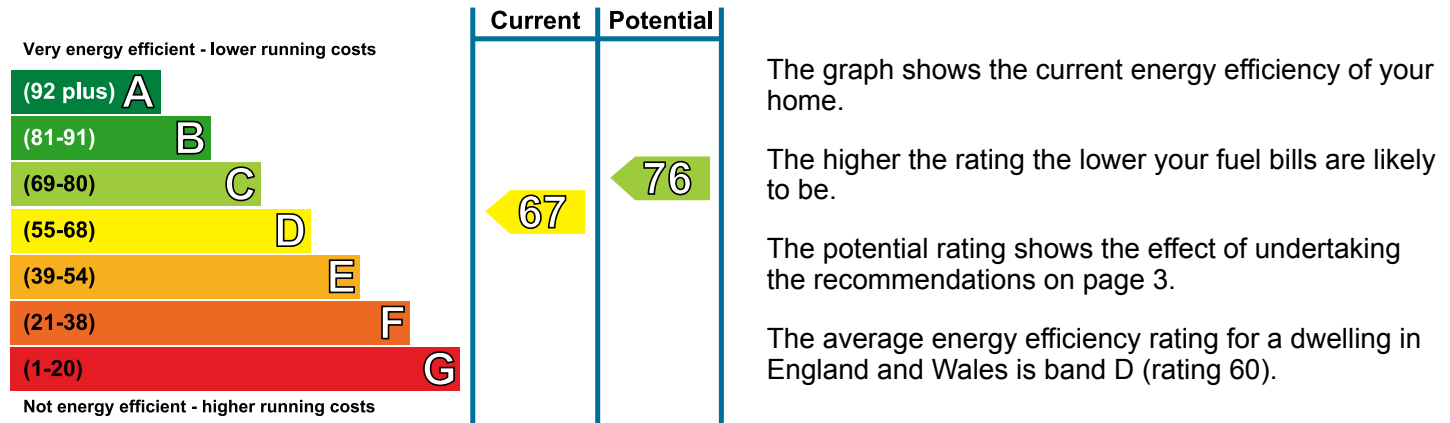 Current Potential
Very energy efficient - lower running costs
(92 plus) A
(81-91) B
(69-80) C
(55-68) D
(39-54) E
(21-38) F
(1-20) G
Not energy efficient - higher running costs
67
76
The graph shows the current energy efficiency of your
home.
The higher the rating the lower your fuel bills are likely
to be.
The potential rating shows the effect of undertaking
the recommendations on page 3.
The average energy efficiency rating for a dwelling in
England and Wales is band D (rating 60).